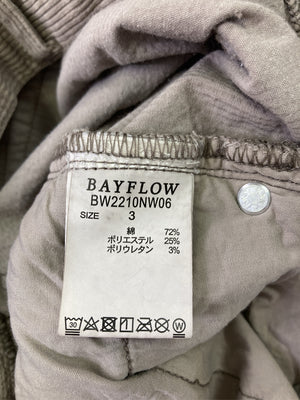 BAYFLOW
BW2210NW06
SIZE 3
綿 72%
ポリエステル 25%
ポリウレタン 3%
30
W